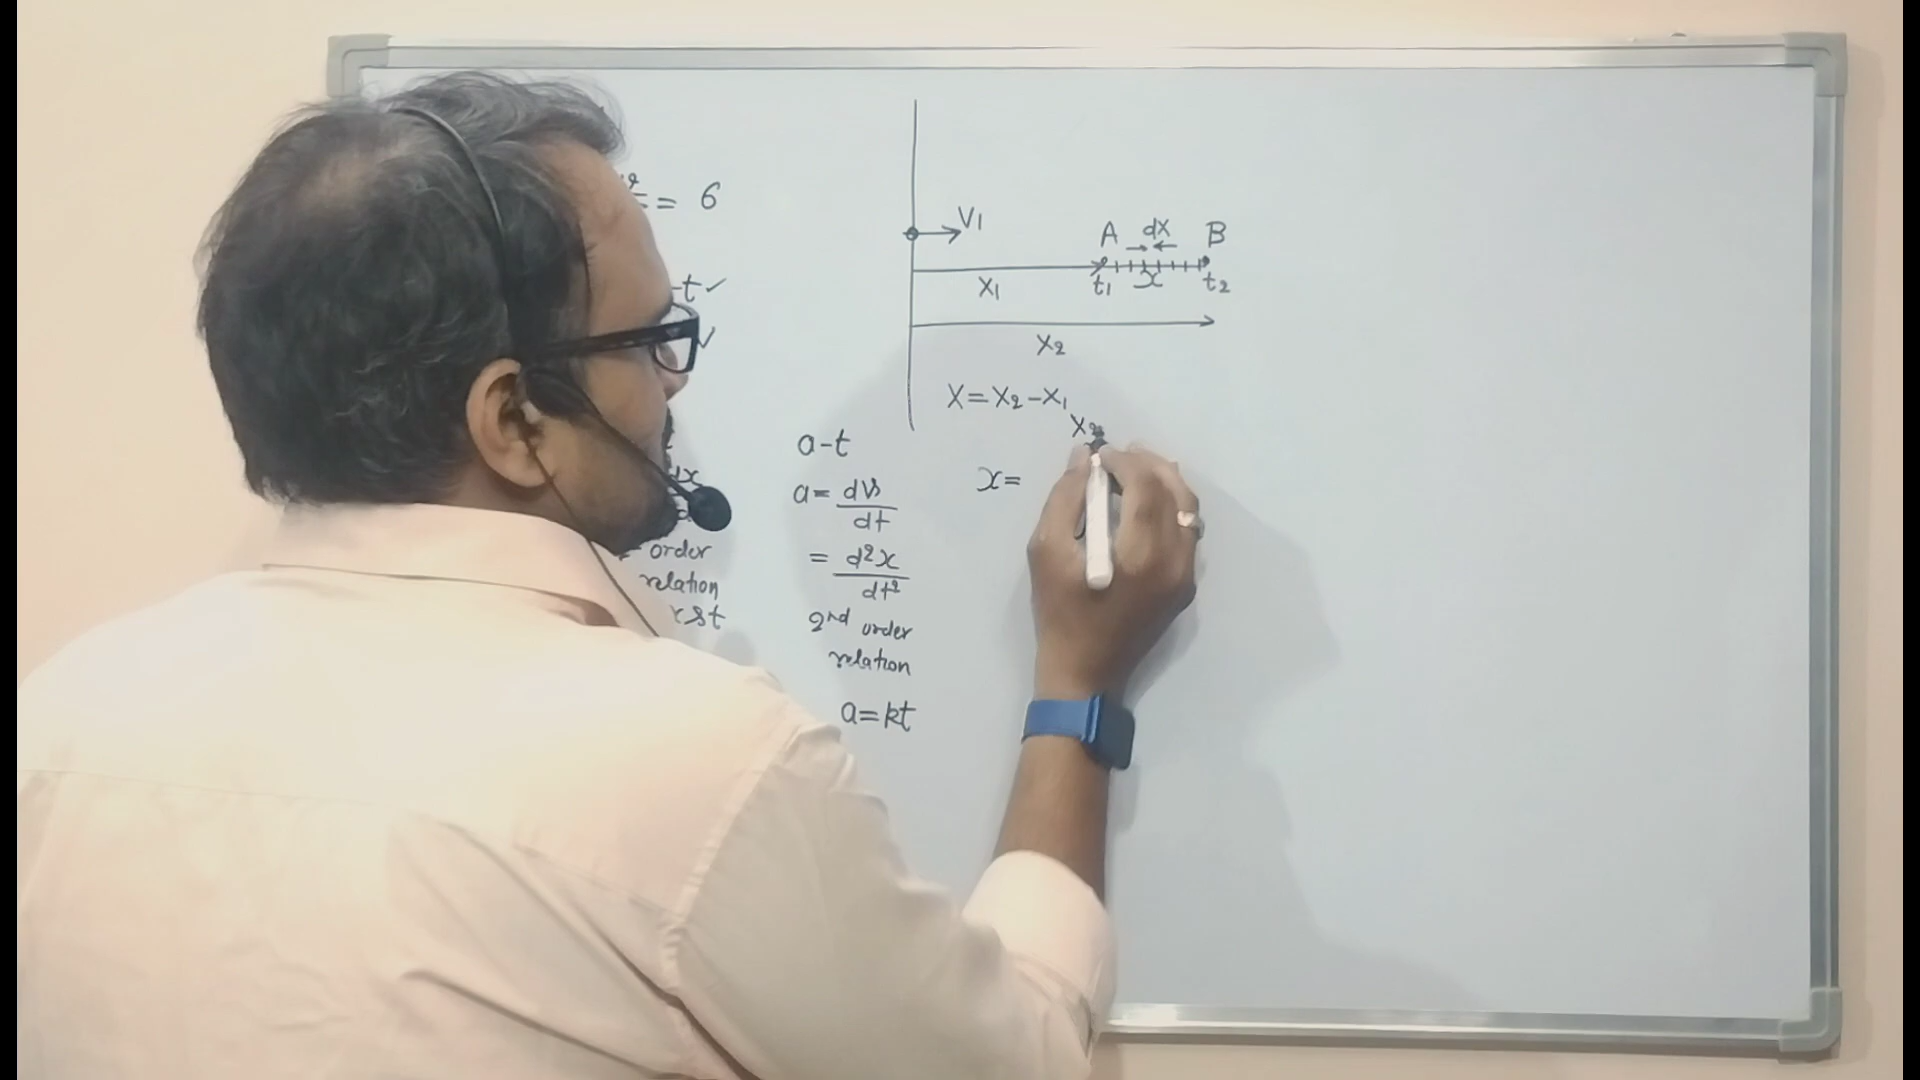 = 6
-t ✓
order
relation
a-t
a = dv/dt
= d²x/dt²
2nd order
relation
a=kt
V1
A dx B
t1 x t2
X1
X2
X = X2 - X1
X2
x =